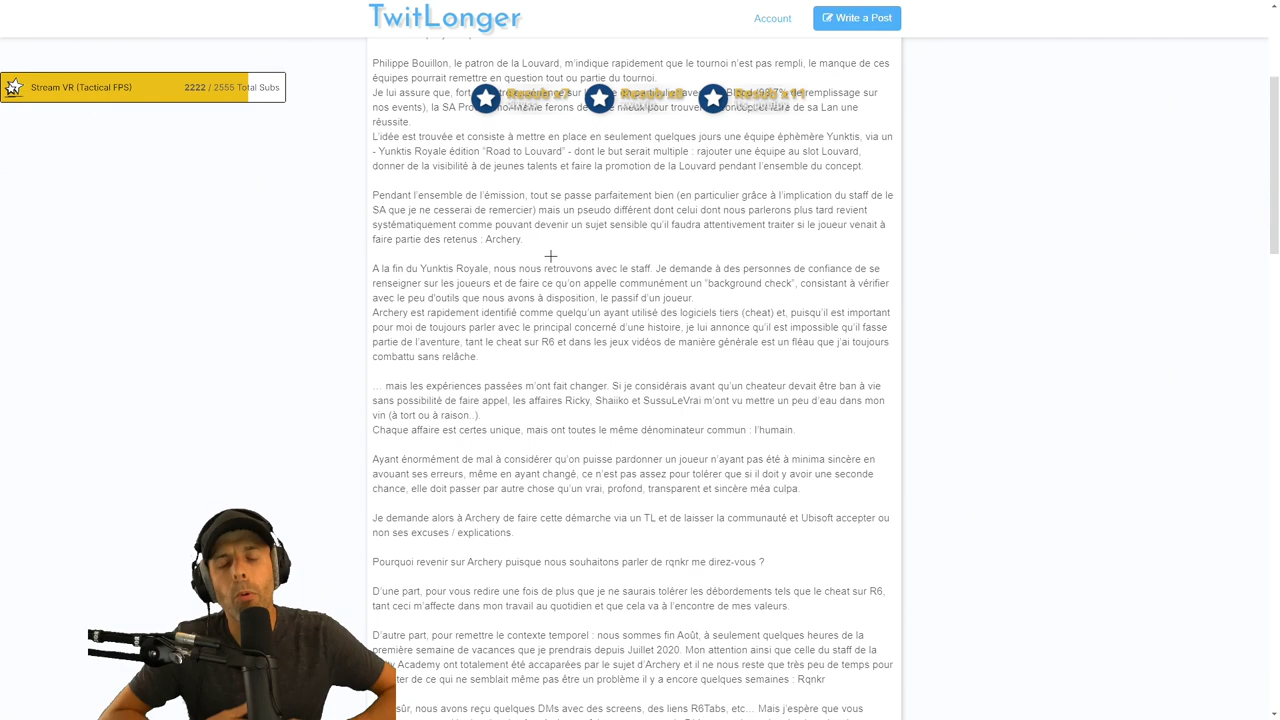 TwitLonger
Account
Write a Post
Stream VR (Tactical FPS)
2222 / 2555 Total Subs
Philippe Bouillon, le patron de la Louvard, m'indique rapidement que le tournoi n'est pas rempli, le manque de ces
équipes pourrait remettre en question tout ou partie du tournoi.
Je lui assure que, fort
remplissage sur
nos events), la SA
de sa Lan une
réussite.
L'idée est trouvée et consiste à mettre en place en seulement quelques jours une équipe éphèmère Yunktis, via un
- Yunktis Royale édition "Road to Louvard" - dont le but serait multiple : rajouter une équipe au slot Louvard,
donner de la visibilité à de jeunes talents et faire la promotion de la Louvard pendant l'ensemble du concept.
Pendant l'ensemble de l'émission, tout se passe parfaitement bien (en particulier grâce à l'implication du staff de le
SA que je ne cesserai de remercier) mais un pseudo différent dont celui dont nous parlerons plus tard revient
systématiquement comme pouvant devenir un sujet sensible qu'il faudra attentivement traiter si le joueur venait à
faire partie des retenus : Archery.
A la fin du Yunktis Royale, nous nous retrouvons avec le staff. Je demande à des personnes de confiance de se
renseigner sur les joueurs et de faire ce qu'on appelle communément un "background check", consistant à vérifier
avec le peu d'outils que nous avons à disposition, le passif d'un joueur.
Archery est rapidement identifié comme quelqu'un ayant utilisé des logiciels tiers (cheat) et, puisqu'il est important
pour moi de toujours parler avec le principal concerné d'une histoire, je lui annonce qu'il est impossible qu'il fasse
partie de l'aventure, tant le cheat sur R6 et dans les jeux vidéos de manière générale est un fléau que j'ai toujours
combattu sans relâche.
... mais les expériences passées m'ont fait changer. Si je considérais avant qu'un cheateur devait être ban à vie
sans possibilité de faire appel, les affaires Ricky, Shaiiko et SussuLeVrai m'ont vu mettre un peu d'eau dans mon
vin (à tort ou à raison..).
Chaque affaire est certes unique, mais ont toutes le même dénominateur commun : l'humain.
Ayant énormément de mal à considérer qu'on puisse pardonner un joueur n'ayant pas été à minima sincère en
avouant ses erreurs, même en ayant changé, ce n'est pas assez pour tolérer que si il doit y avoir une seconde
chance, elle doit passer par autre chose qu'un vrai, profond, transparent et sincère méa culpa.
Je demande alors à Archery de faire cette démarche via un TL et de laisser la communauté et Ubisoft accepter ou
non ses excuses / explications.
Pourquoi revenir sur Archery puisque nous souhaitons parler de rqnkr me direz-vous ?
D'une part, pour vous redire une fois de plus que je ne saurais tolérer les débordements tels que le cheat sur R6,
tant ceci m'affecte dans mon travail au quotidien et que cela va à l'encontre de mes valeurs.
D'autre part, pour remettre le contexte temporel : nous sommes fin Août, à seulement quelques heures de la
première semaine de vacances que je prendrais depuis Juillet 2020. Mon attention ainsi que celle du staff de la
Academy ont totalement été accaparées par le sujet d'Archery et il ne nous reste que très peu de temps pour
de ce qui ne semblait même pas être un problème il y a encore quelques semaines : Rqnkr
nous avons reçu quelques DMs avec des screens, des liens R6Tabs, etc... Mais j'espère que vous